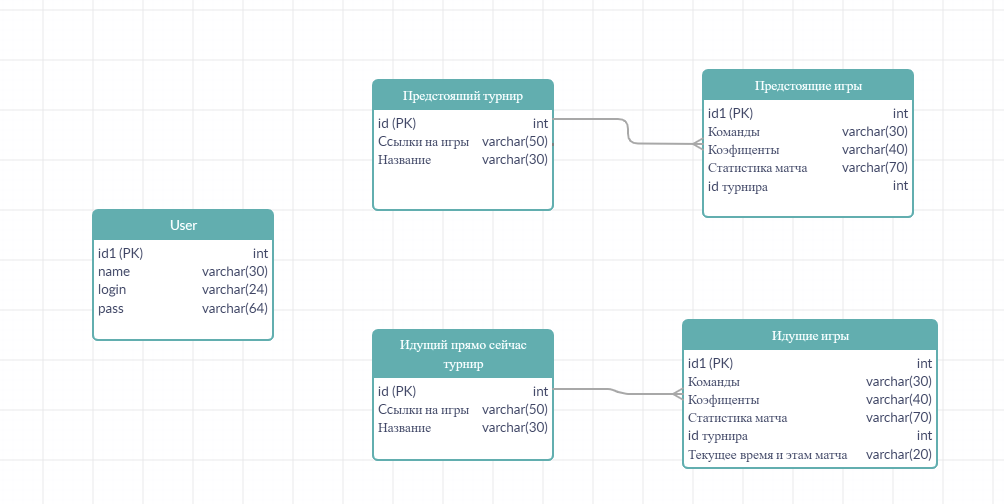 Предстояший турнир
id (PK) int
Ссылки на игры varchar(50)
Название varchar(30)
Предстоящие игры
id1 (PK) int
Команды varchar(30)
Коэфиценты varchar(40)
Статистика матча varchar(70)
id турнира int
User
id1 (PK) int
name varchar(30)
login varchar(24)
pass varchar(64)
Идущий прямо сейчас
турнир
id (PK) int
Ссылки на игры varchar(50)
Название varchar(30)
Идущие игры
id1 (PK) int
Команды varchar(30)
Коэфиценты varchar(40)
Статистика матча varchar(70)
id турнира int
Текущее время и этам матча varchar(20)